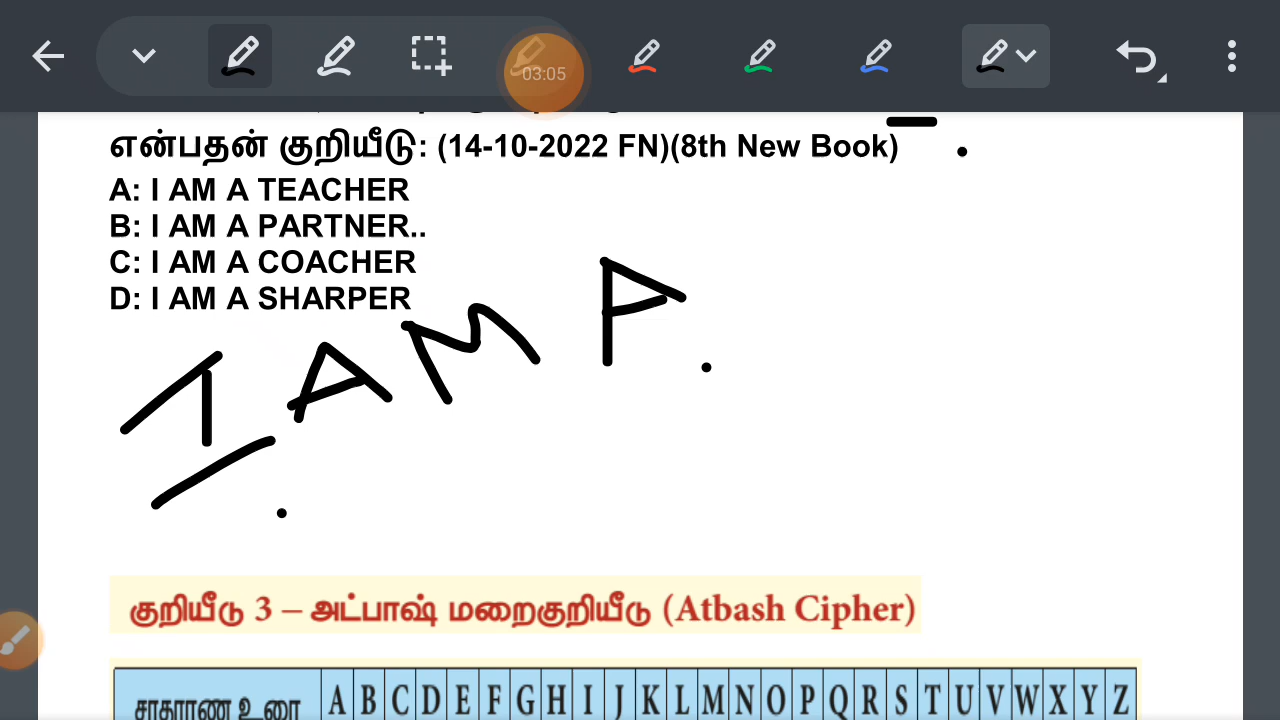 03:05
என்பதன் குறியீடு: (14-10-2022 FN)(8th New Book)
A: I AM A TEACHER
B: I AM A PARTNER..
C: I AM A COACHER
D: I AM A SHARPER
I AM P.
குறியீடு 3 – அட்பாஷ் மறைகுறியீடு (Atbash Cipher)
சாதாரண உரை A B C D E F G H I J K L M N O P Q R S T U V W X Y Z